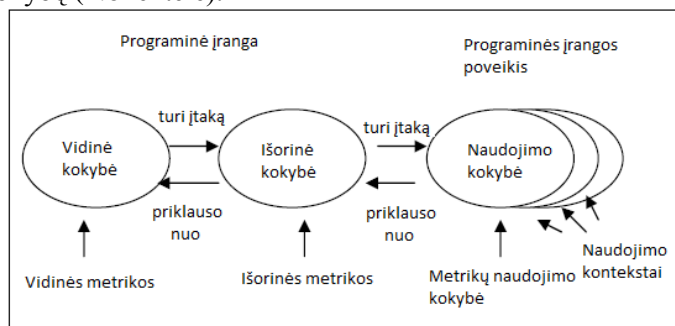 Programinė įranga
Programinės įrangos
poveikis
turi įtaką
turi įtaką
Vidinė
kokybė
Išorinė
kokybė
Naudojimo
kokybė
priklauso
nuo
priklauso
nuo
Vidinės metrikos
Išorinės metrikos
Metrikų naudojimo
kokybė
Naudojimo
kontekstai